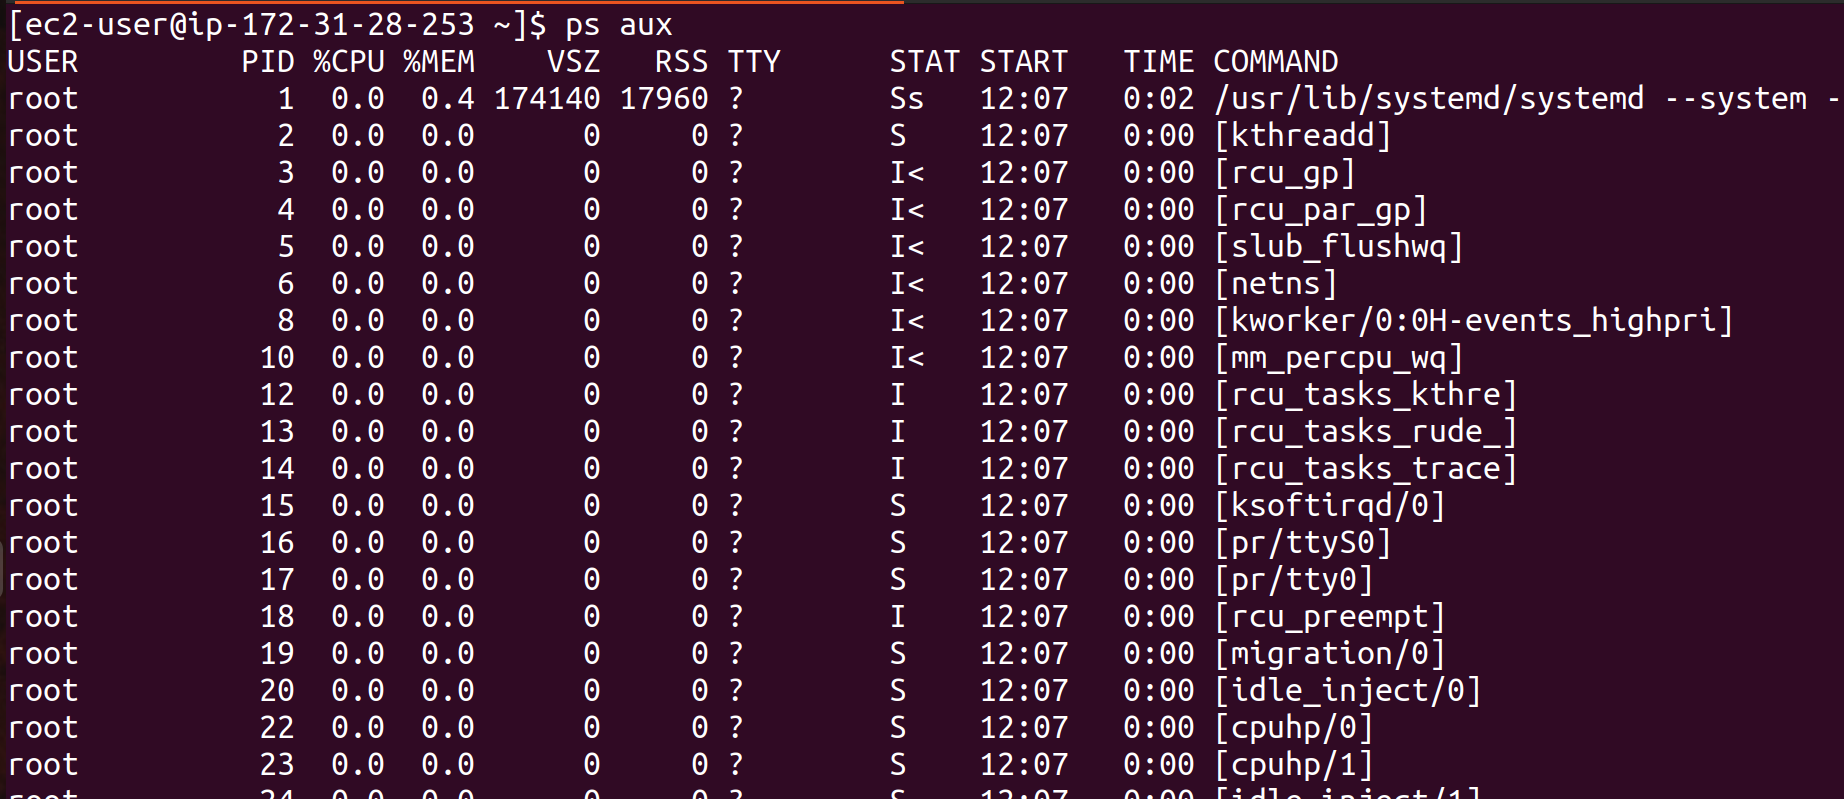 [ec2-user@ip-172-31-28-253 ~]$ ps aux
USER         PID %CPU %MEM    VSZ   RSS TTY      STAT START   TIME COMMAND
root           1  0.0  0.4 174140 17960 ?        Ss   12:07   0:02 /usr/lib/systemd/systemd --system -
root           2  0.0  0.0      0     0 ?        S    12:07   0:00 [kthreadd]
root           3  0.0  0.0      0     0 ?        I<   12:07   0:00 [rcu_gp]
root           4  0.0  0.0      0     0 ?        I<   12:07   0:00 [rcu_par_gp]
root           5  0.0  0.0      0     0 ?        I<   12:07   0:00 [slub_flushwq]
root           6  0.0  0.0      0     0 ?        I<   12:07   0:00 [netns]
root           8  0.0  0.0      0     0 ?        I<   12:07   0:00 [kworker/0:0H-events_highpri]
root          10  0.0  0.0      0     0 ?        I<   12:07   0:00 [mm_percpu_wq]
root          12  0.0  0.0      0     0 ?        I    12:07   0:00 [rcu_tasks_kthre]
root          13  0.0  0.0      0     0 ?        I    12:07   0:00 [rcu_tasks_rude_]
root          14  0.0  0.0      0     0 ?        I    12:07   0:00 [rcu_tasks_trace]
root          15  0.0  0.0      0     0 ?        S    12:07   0:00 [ksoftirqd/0]
root          16  0.0  0.0      0     0 ?        S    12:07   0:00 [pr/ttyS0]
root          17  0.0  0.0      0     0 ?        S    12:07   0:00 [pr/tty0]
root          18  0.0  0.0      0     0 ?        I    12:07   0:00 [rcu_preempt]
root          19  0.0  0.0      0     0 ?        S    12:07   0:00 [migration/0]
root          20  0.0  0.0      0     0 ?        S    12:07   0:00 [idle_inject/0]
root          22  0.0  0.0      0     0 ?        S    12:07   0:00 [cpuhp/0]
root          23  0.0  0.0      0     0 ?        S    12:07   0:00 [cpuhp/1]
root          24  0.0  0.0      0     0 ?        S    12:07   0:00 [idle_inject/1]